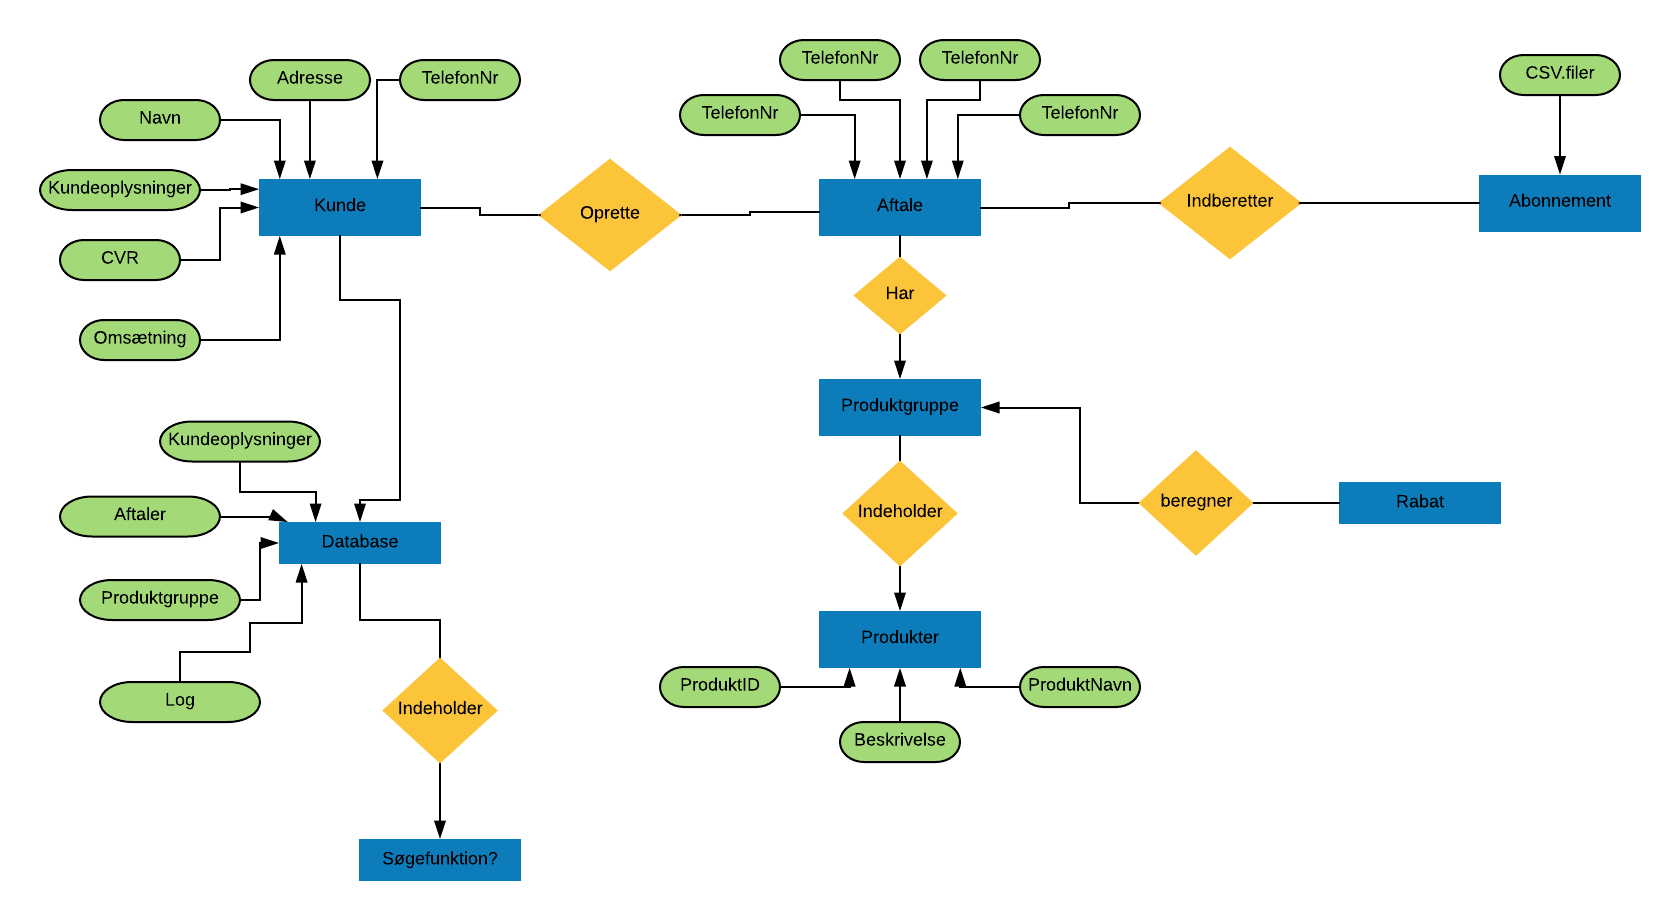 TelefonNr
TelefonNr
CSV.filer
Adresse
TelefonNr
TelefonNr
TelefonNr
Navn
Kundeoplysninger
Kunde
Oprette
Aftale
Indberetter
Abonnement
CVR
Har
Omsætning
Produktgruppe
Kundeoplysninger
Aftaler
Indeholder
beregner
Rabat
Database
Produktgruppe
Produkter
Log
Indeholder
ProduktID
ProduktNavn
Beskrivelse
Søgefunktion?